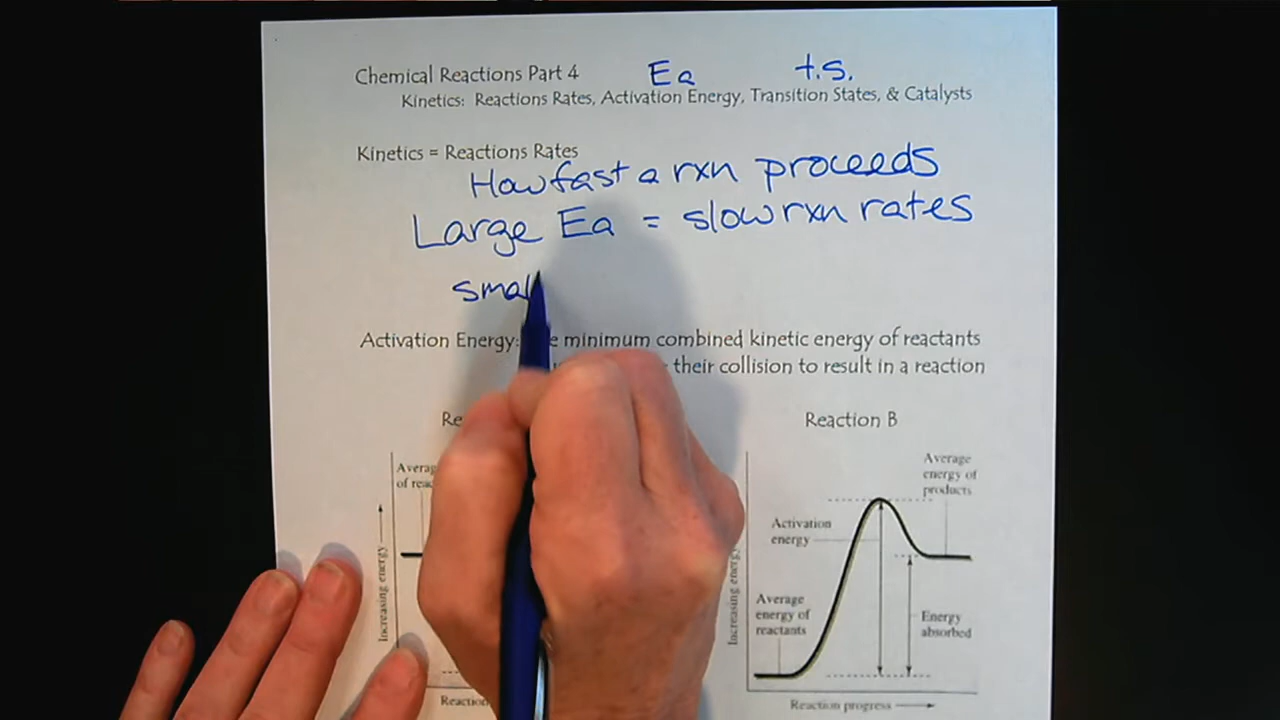 Chemical Reactions Part 4
Ea t.s.
Kinetics: Reactions Rates, Activation Energy, Transition States, & Catalysts
Kinetics = Reactions Rates
How fast a rxn proceeds
Large Ea = slow rxn rates
smal
Activation Energy: minimum combined kinetic energy of reactants
their collision to result in a reaction
Reaction B
of
Increasing energy
Reaction
Average
energy of
products
Activation
energy
Average
energy of
reactants
Energy
absorbed
Increasing energy
Reaction progress